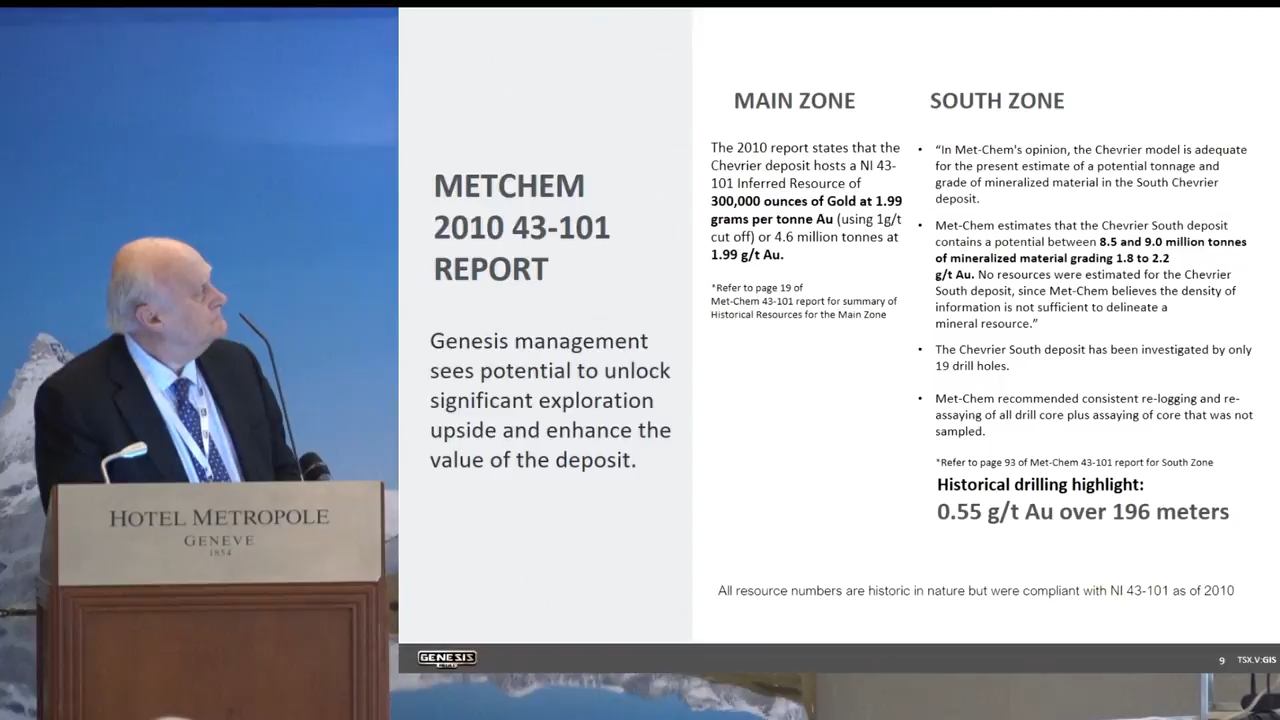 METCHEM
2010 43-101
REPORT
Genesis management
sees potential to unlock
significant exploration
upside and enhance the
value of the deposit.
MAIN ZONE
The 2010 report states that the
Chevrier deposit hosts a NI 43-
101 Inferred Resource of
300,000 ounces of Gold at 1.99
grams per tonne Au (using 1g/t
cut off) or 4.6 million tonnes at
1.99 g/t Au.
*Refer to page 19 of
Met-Chem 43-101 report for summary of
Historical Resources for the Main Zone
SOUTH ZONE
• “In Met-Chem's opinion, the Chevrier model is adequate
for the present estimate of a potential tonnage and
grade of mineralized material in the South Chevrier
deposit.
• Met-Chem estimates that the Chevrier South deposit
contains a potential between 8.5 and 9.0 million tonnes
of mineralized material grading 1.8 to 2.2
g/t Au. No resources were estimated for the Chevrier
South deposit, since Met-Chem believes the density of
information is not sufficient to delineate a
mineral resource.”
• The Chevrier South deposit has been investigated by only
19 drill holes.
• Met-Chem recommended consistent re-logging and re-
assaying of all drill core plus assaying of core that was not
sampled.
*Refer to page 93 of Met-Chem 43-101 report for South Zone
Historical drilling highlight:
0.55 g/t Au over 196 meters
All resource numbers are historic in nature but were compliant with NI 43-101 as of 2010
GENESIS
9 TSX.V:GIS
HOTEL METROPOLE
GENEVE
1854